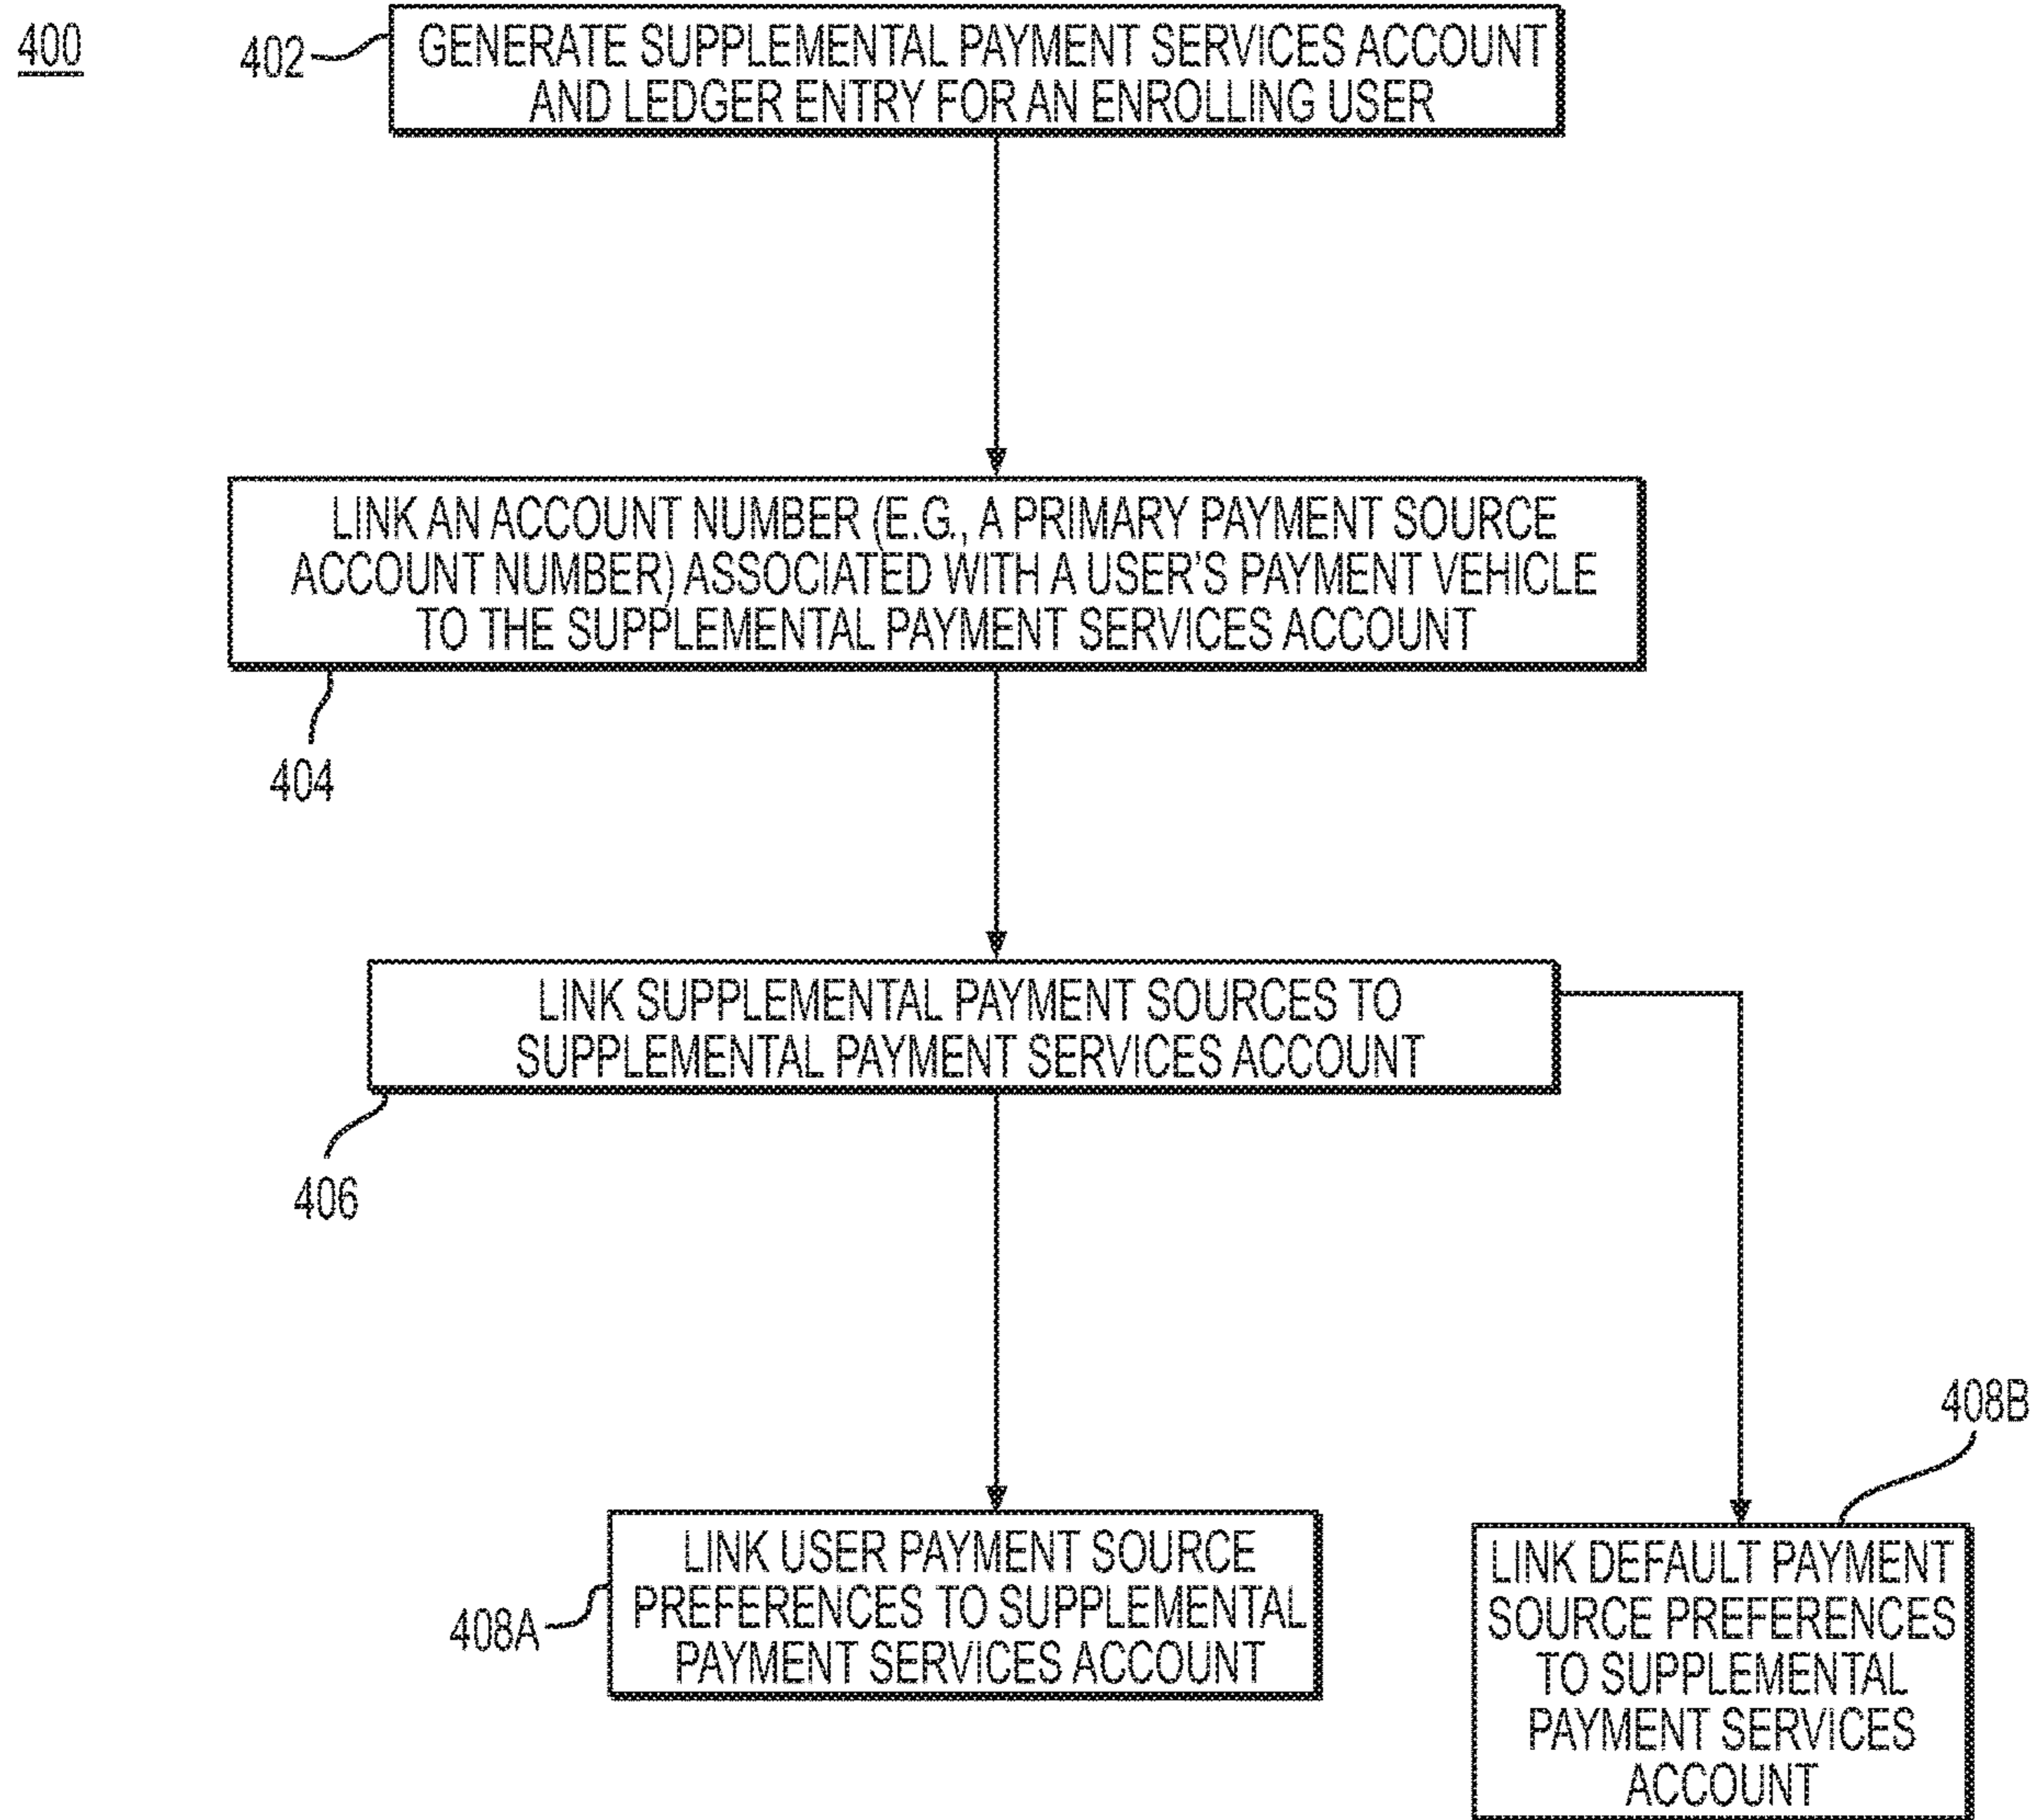 400
402
GENERATE SUPPLEMENTAL PAYMENT SERVICES ACCOUNT
AND LEDGER ENTRY FOR AN ENROLLING USER
LINK AN ACCOUNT NUMBER (E.G., A PRIMARY PAYMENT SOURCE
ACCOUNT NUMBER) ASSOCIATED WITH A USER'S PAYMENT VEHICLE
TO THE SUPPLEMENTAL PAYMENT SERVICES ACCOUNT
404
LINK SUPPLEMENTAL PAYMENT SOURCES TO
SUPPLEMENTAL PAYMENT SERVICES ACCOUNT
406
408A
LINK USER PAYMENT SOURCE
PREFERENCES TO SUPPLEMENTAL
PAYMENT SERVICES ACCOUNT
408B
LINK DEFAULT PAYMENT
SOURCE PREFERENCES
TO SUPPLEMENTAL
PAYMENT SERVICES
ACCOUNT